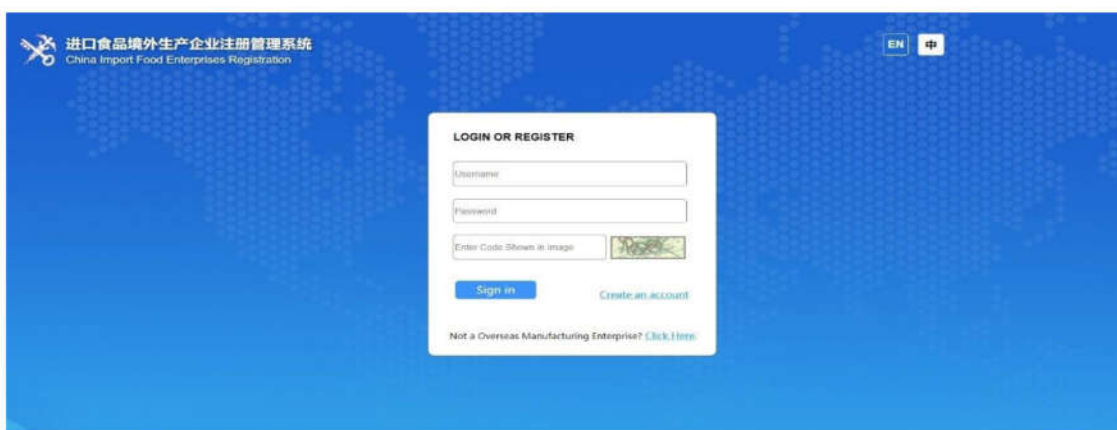 进口食品境外生产企业注册管理系统
China Import Food Enterprises Registration
EN 中
LOGIN OR REGISTER
Username
Password
Enter Code Shown in image
Sign in
Create an account
Not a Overseas Manufacturing Enterprise? Click Here